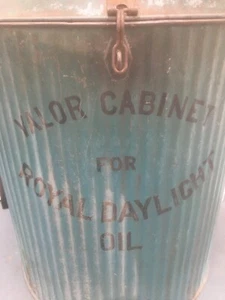 VALOR CABINET
FOR
ROYAL DAYLIGHT
OIL